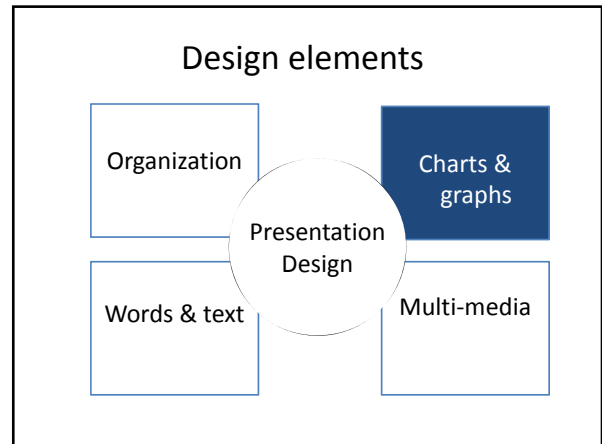 Design elements
Organization
Charts &
graphs
Presentation
Design
Words & text
Multi-media